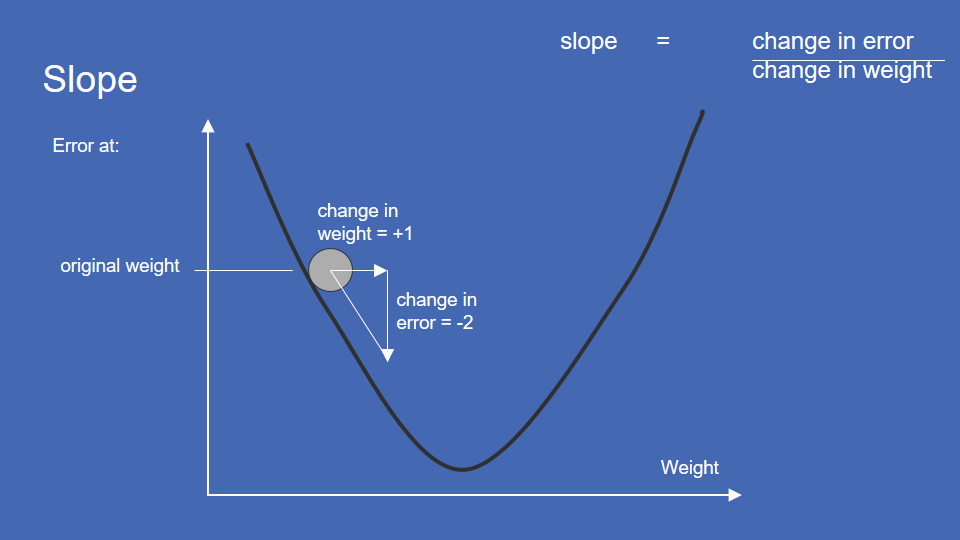 Slope
slope = change in error
change in weight
Error at:
change in
weight = +1
original weight
change in
error = -2
Weight